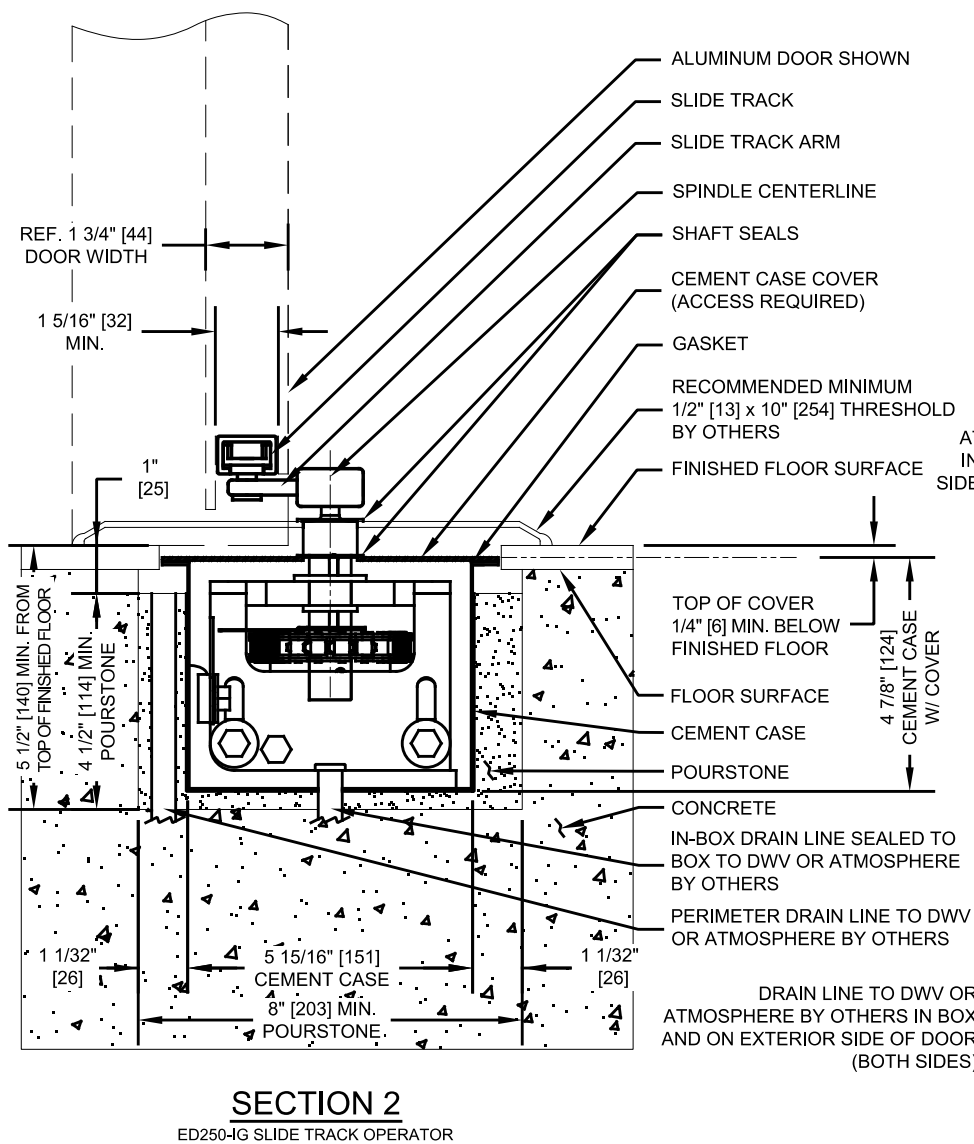 ALUMINUM DOOR SHOWN
SLIDE TRACK
SLIDE TRACK ARM
SPINDLE CENTERLINE
SHAFT SEALS
CEMENT CASE COVER
(ACCESS REQUIRED)
GASKET
RECOMMENDED MINIMUM
1/2" [13] x 10" [254] THRESHOLD
BY OTHERS
FINISHED FLOOR SURFACE
AT
IN
SIDE
REF. 1 3/4" [44]
DOOR WIDTH
1 5/16" [32]
MIN.
1"
[25]
5 1/2" [140] MIN. FROM
TOP OF FINISHED FLOOR
4 1/2" [114] MIN.
POURSTONE
TOP OF COVER
1/4" [6] MIN. BELOW
FINISHED FLOOR
4 7/8" [124]
CEMENT CASE
W/ COVER
FLOOR SURFACE
CEMENT CASE
POURSTONE
CONCRETE
IN-BOX DRAIN LINE SEALED TO
BOX TO DWV OR ATMOSPHERE
BY OTHERS
PERIMETER DRAIN LINE TO DWV
OR ATMOSPHERE BY OTHERS
1 1/32"
[26]
5 15/16" [151]
CEMENT CASE
1 1/32"
[26]
8" [203] MIN.
POURSTONE
DRAIN LINE TO DWV OR
ATMOSPHERE BY OTHERS IN BOX
AND ON EXTERIOR SIDE OF DOOR
(BOTH SIDES)
SECTION 2
ED250-IG SLIDE TRACK OPERATOR